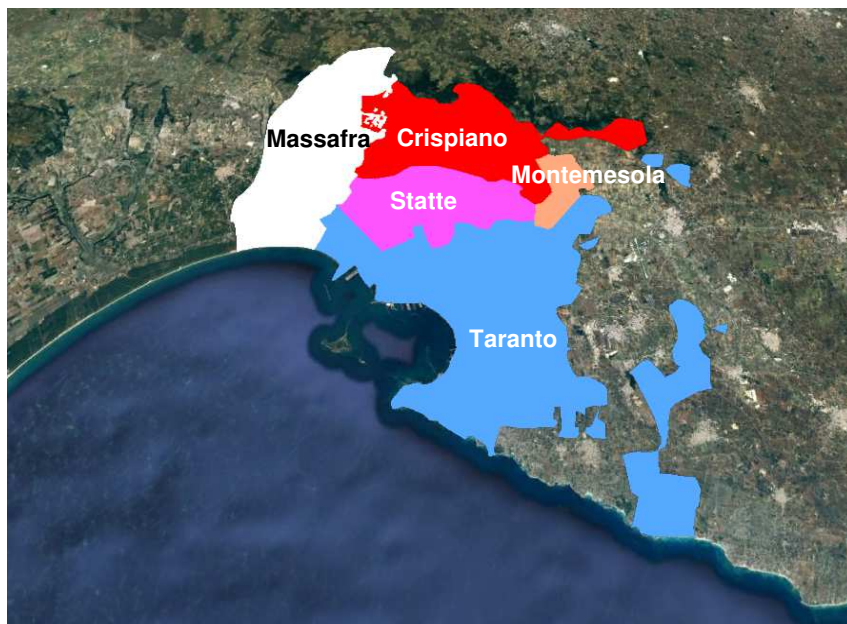 Massafra
Crispiano
Montemesola
Statte
Taranto